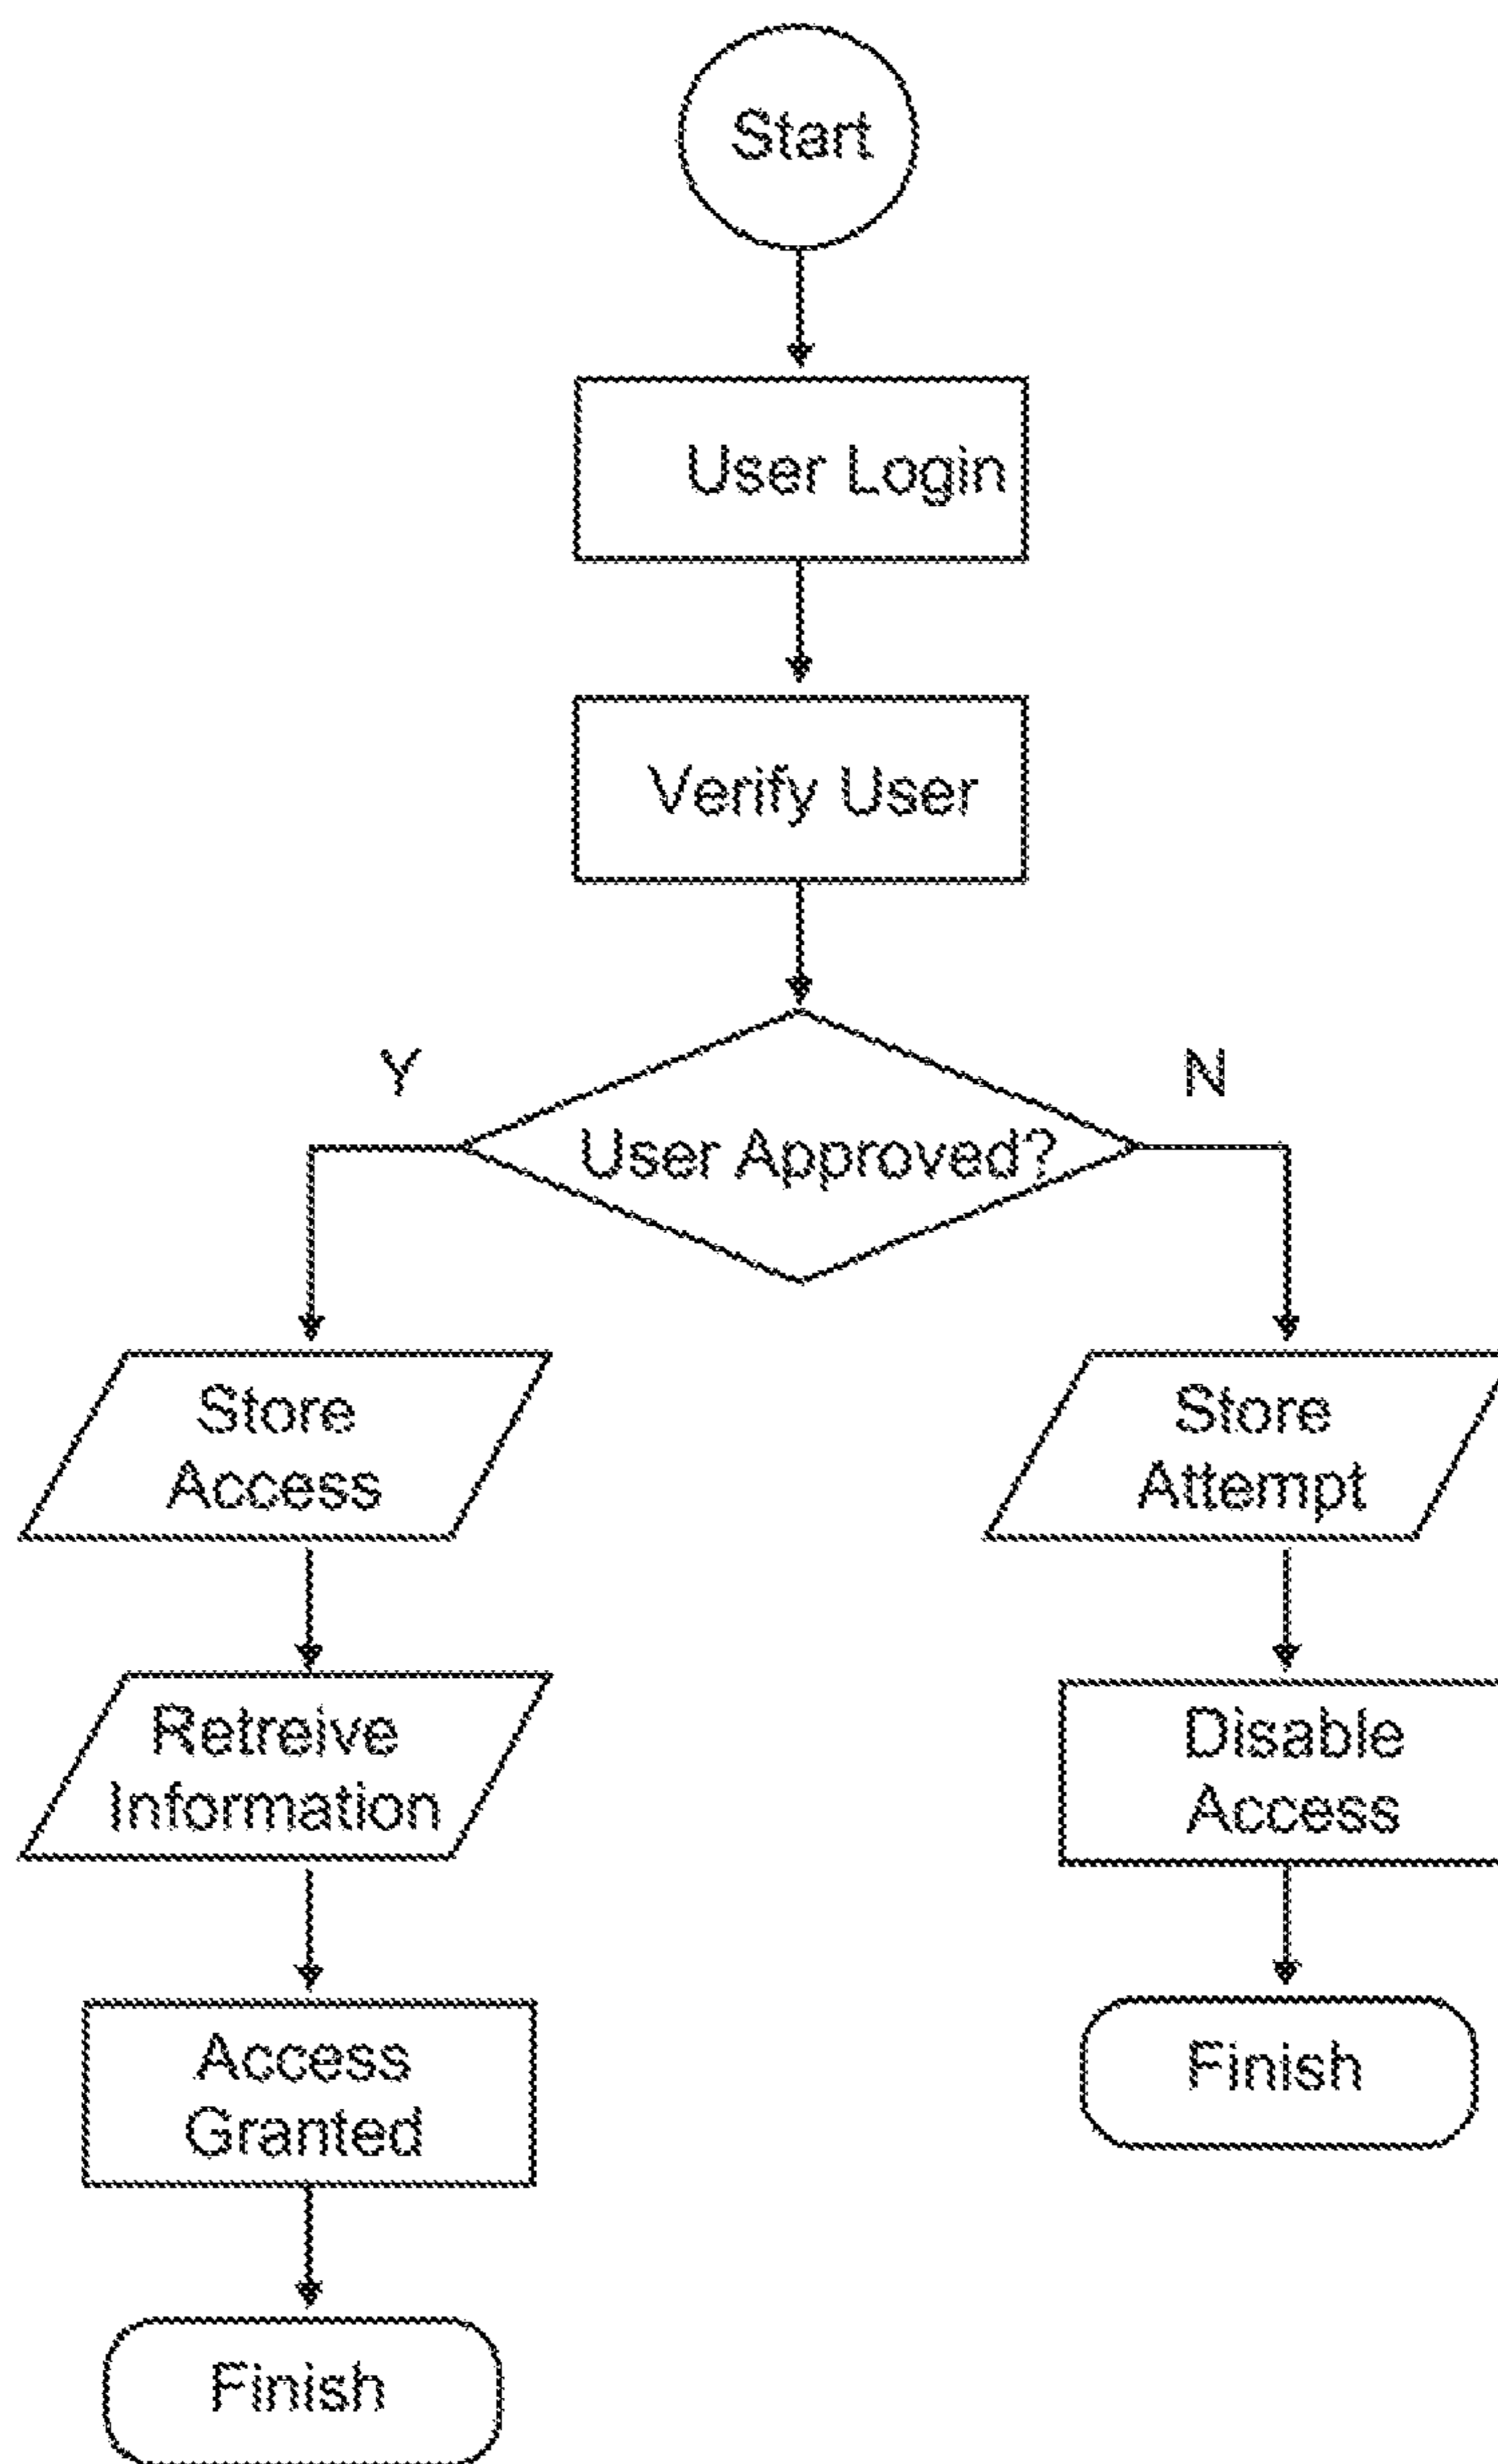 Start
User Login
Verify User
Y
N
User Approved?
Store
Access
Store
Attempt
Retreive
Information
Disable
Access
Access
Granted
Finish
Finish